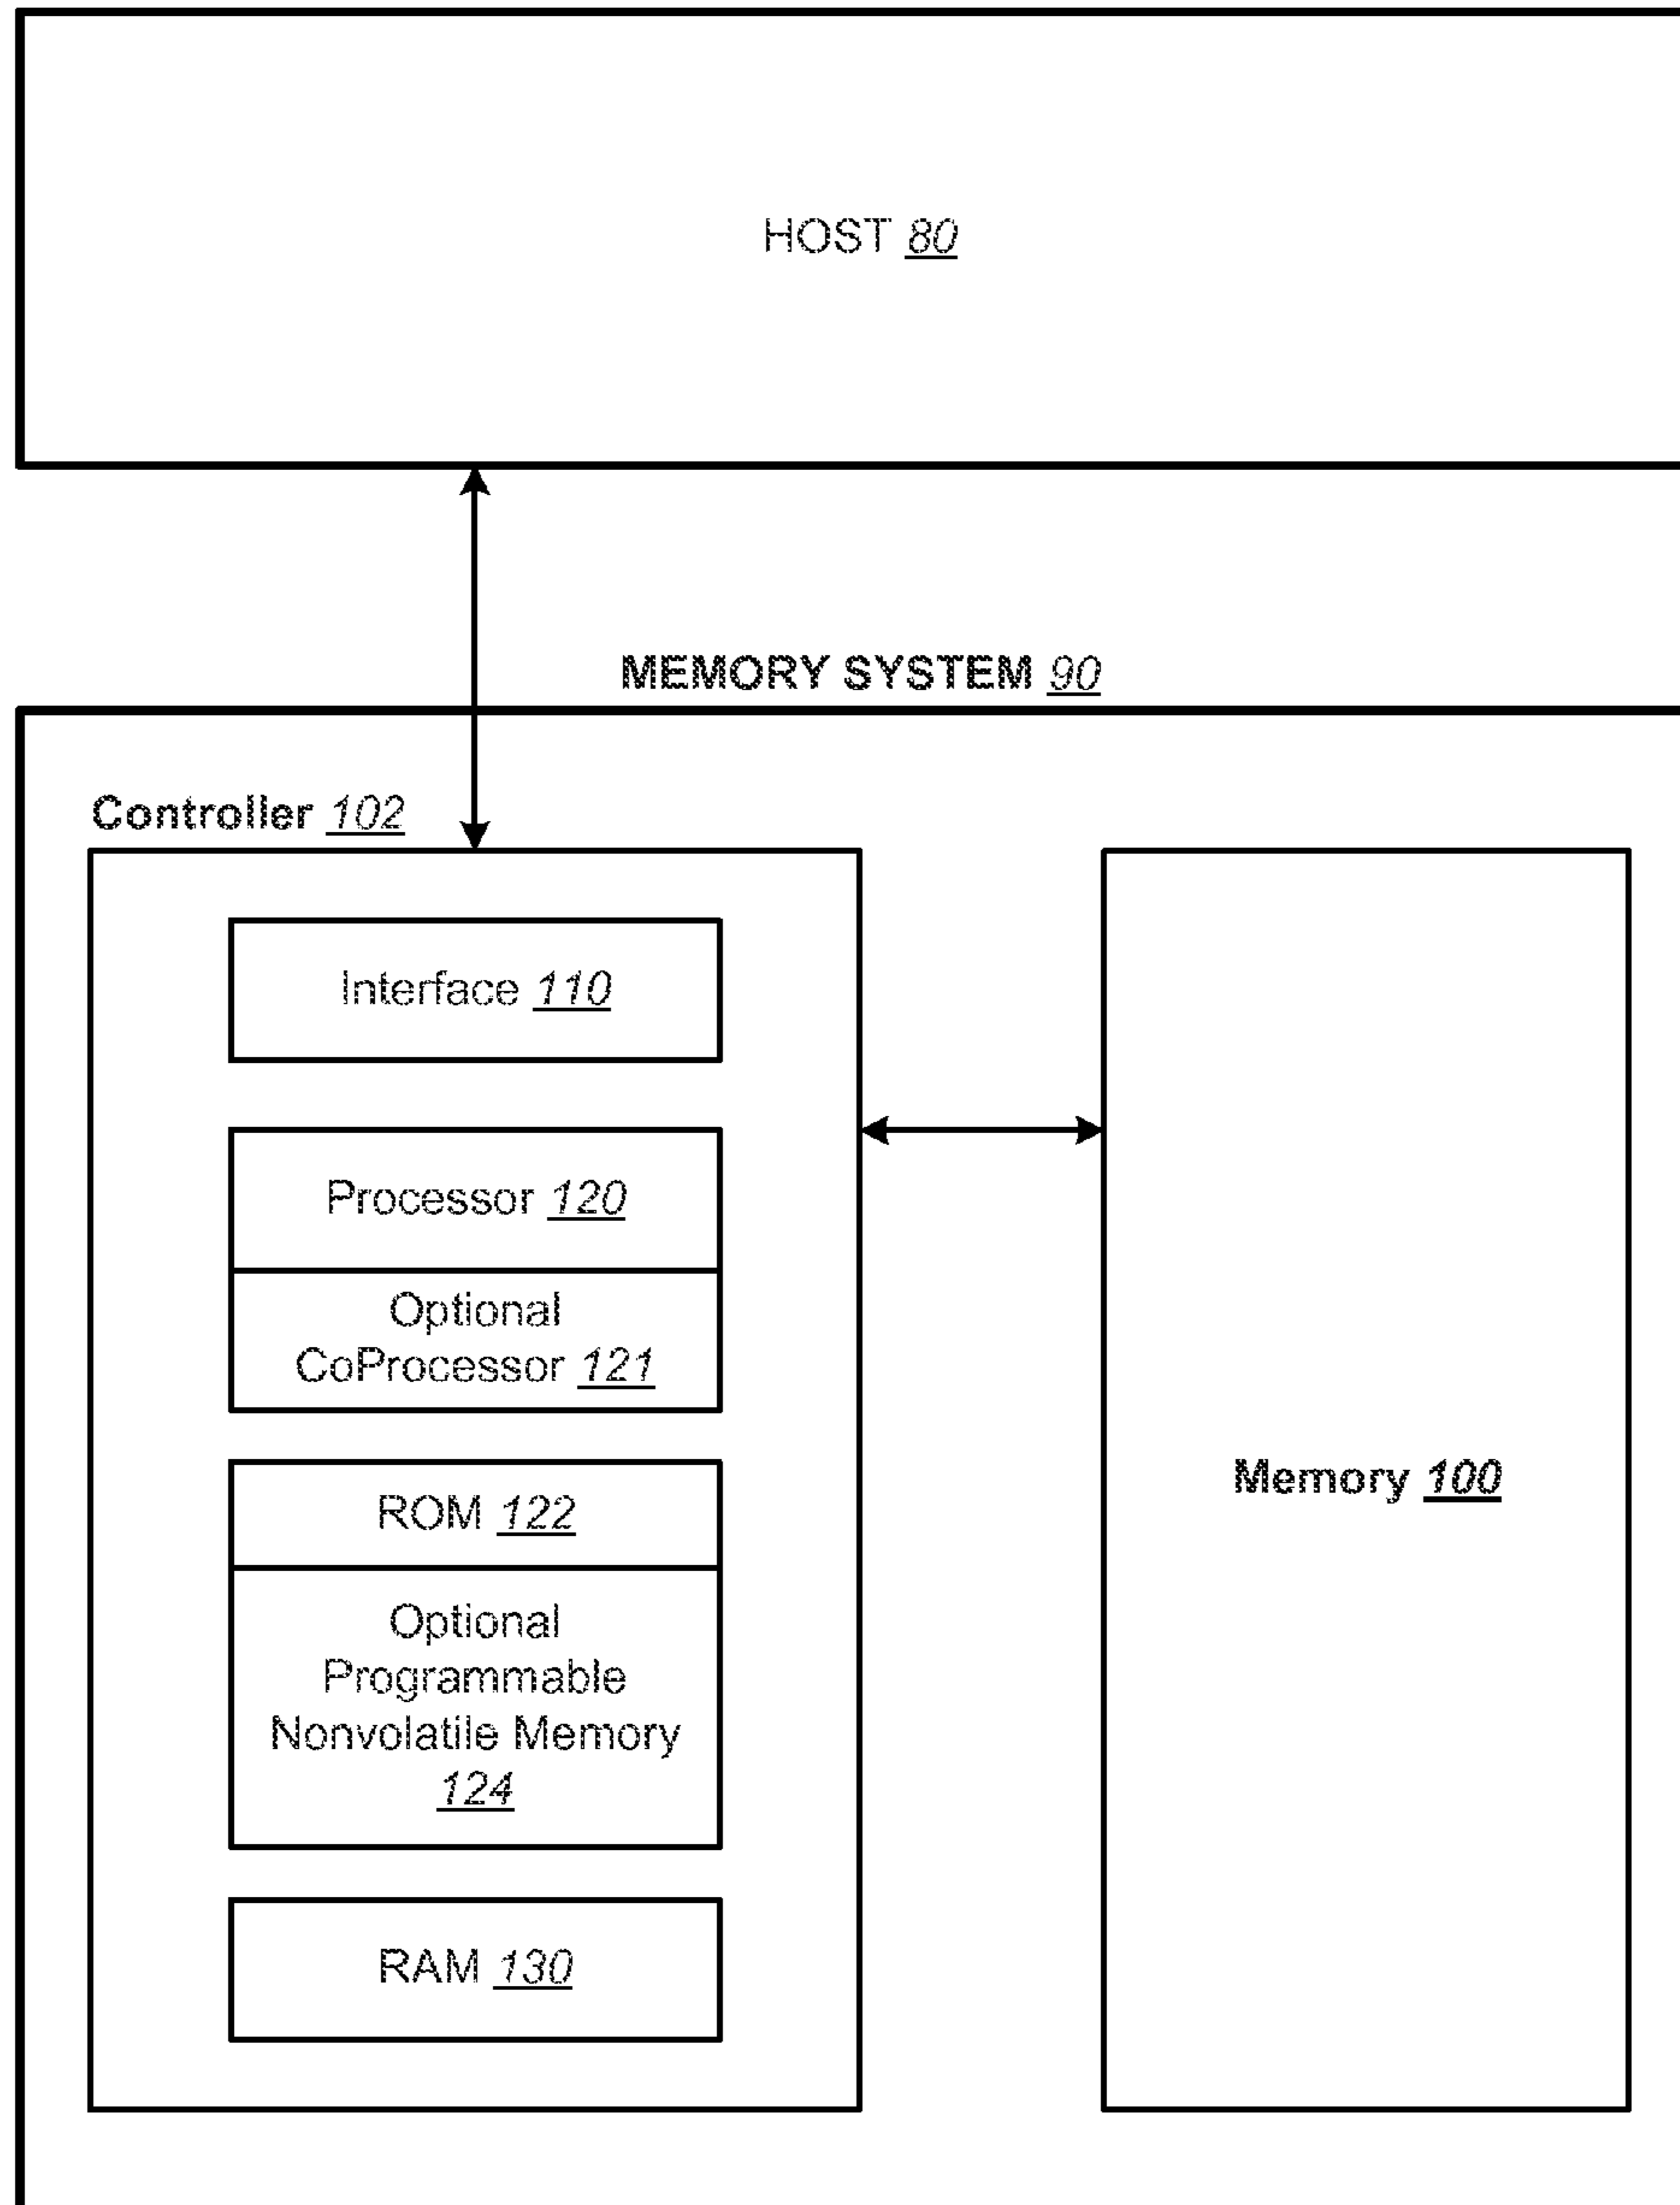 HOST 80
MEMORY SYSTEM 90
Controller 102
Interface 110
Processor 120
Optional
CoProcessor 121
ROM 122
Optional
Programmable
Nonvolatile Memory
124
RAM 130
Memory 100